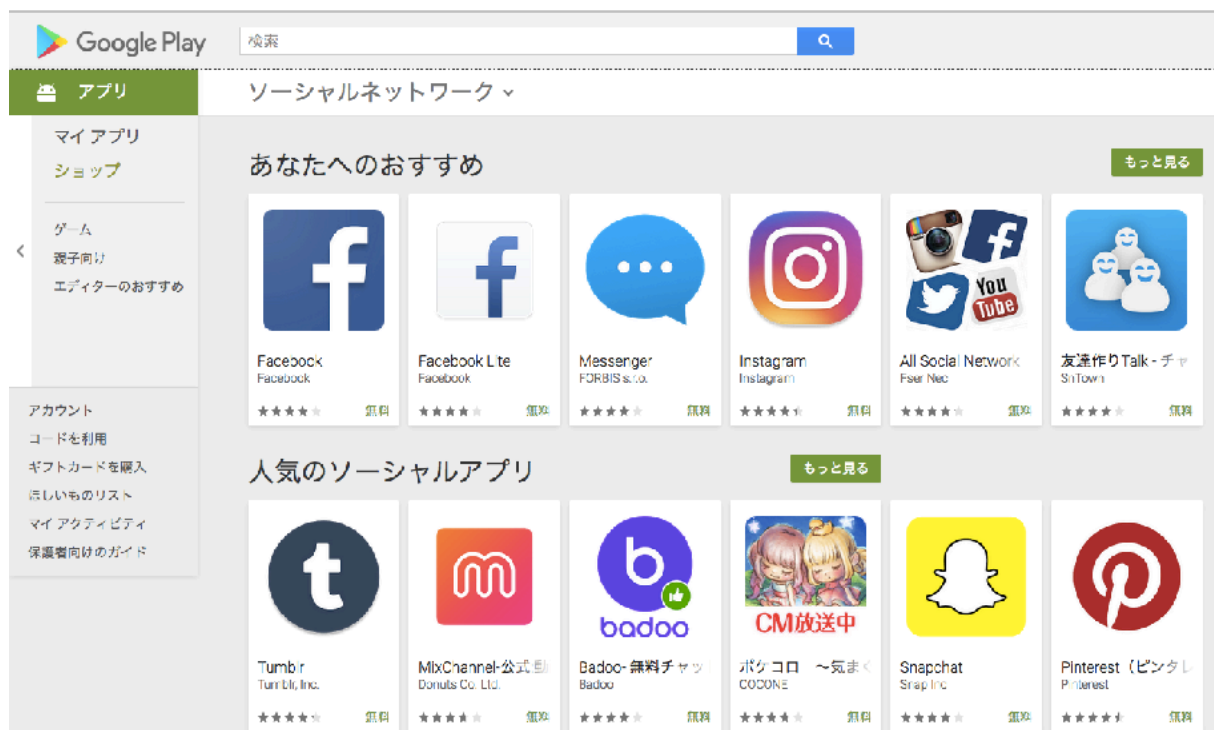 Google Play
検索
アプリ
ソーシャルネットワーク
マイ アプリ
ショップ
ゲーム
親子向け
エディターのおすすめ
アカウント
コードを利用
ギフトカードを購入
ほしいものリスト
マイ アクティビティ
保護者向けのガイド
あなたへのおすすめ
もっと見る
You
Tube
Facebook
Facebook Lite
Messenger
Instagram
All Social Network
友達作りTalk - チャ
Facebook
Facebook
FORBIS s.r.o.
Instagram
Fser Nec
SnTown
無料
無料
無料
無料
無料
無料
人気のソーシャルアプリ
もっと見る
badoo
CM放送中
Tumblr
MixChannel-公式:動
Badoo- 無料チャッ
ポケコロ ～気まぐ
Snapchat
Pinterest（ピンタレ
Tumblr, Inc.
Donuts Co. Ltd.
Badoo
COCONE
Snap Inc
Pinterest
無料
無料
無料
無料
無料
無料